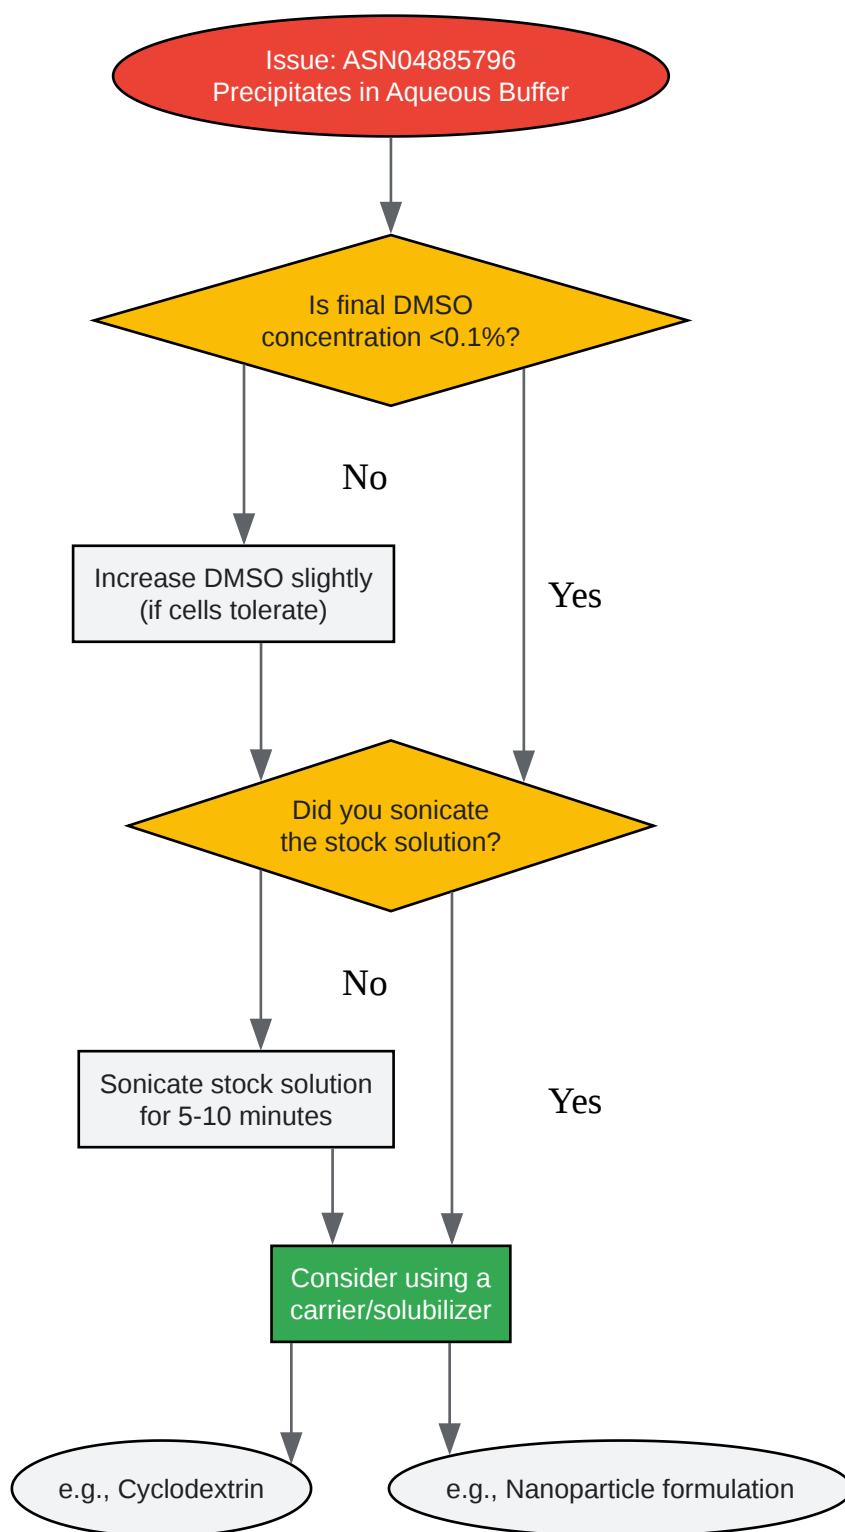 Issue: ASN04885796
Precipitates in Aqueous Buffer
Is final DMSO
concentration <0.1%?
No
Increase DMSO slightly
(if cells tolerate)
Yes
Did you sonicate
the stock solution?
No
Sonicate stock solution
for 5-10 minutes
Yes
Consider using a
carrier/solubilizer
e.g., Cyclodextrin
e.g., Nanoparticle formulation